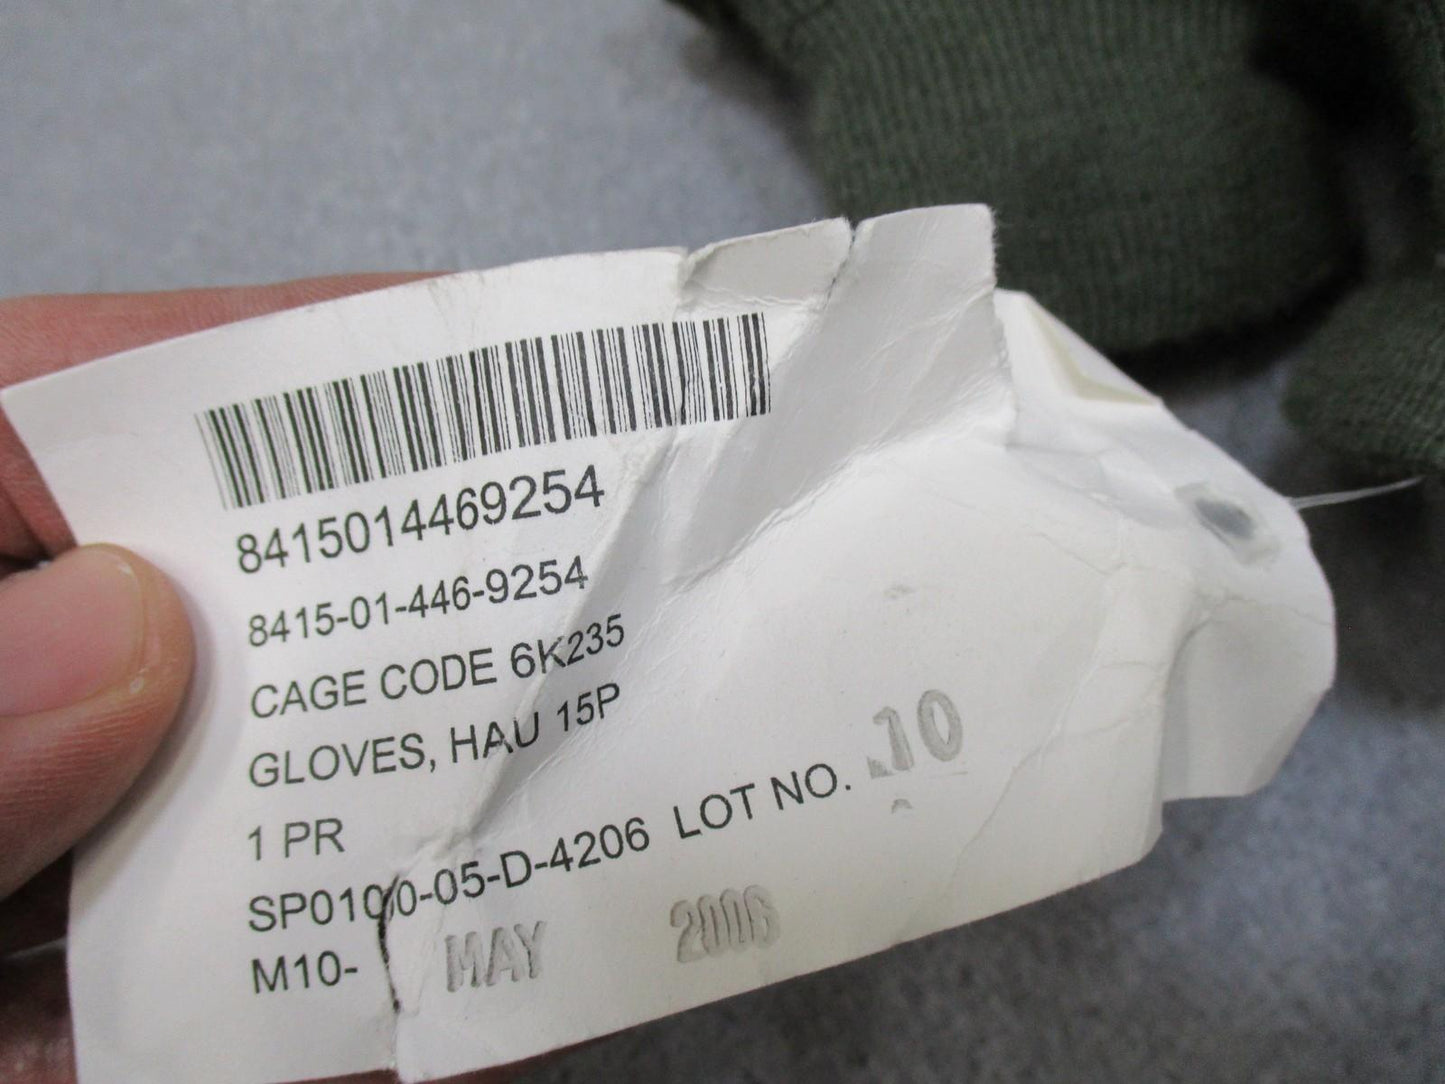 8415014469254
8415-01-446-9254
CAGE CODE 6K235
GLOVES, HAU 15P
1 PR
SP0100-05-D-4206 LOT NO. 10
M10- MAY 2006